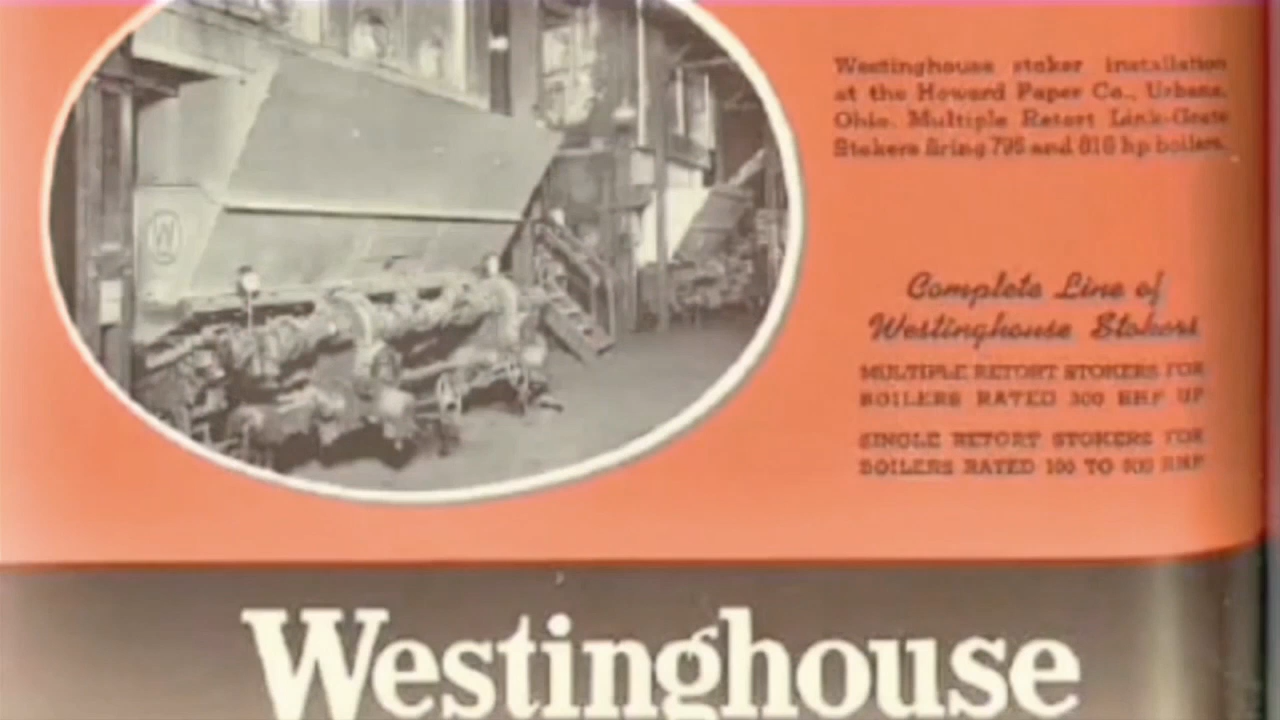 Westinghouse stoker installation
at the Howard Paper Co., Urbana,
Ohio. Multiple Retort Link-Grate
Stokers firing 795 and 816 hp boilers.
W
Complete Line of
Westinghouse Stokers
MULTIPLE RETORT STOKERS FOR
BOILERS RATED 300 BHP UP
SINGLE RETORT STOKERS FOR
BOILERS RATED 100 TO 600 BHP
Westinghouse